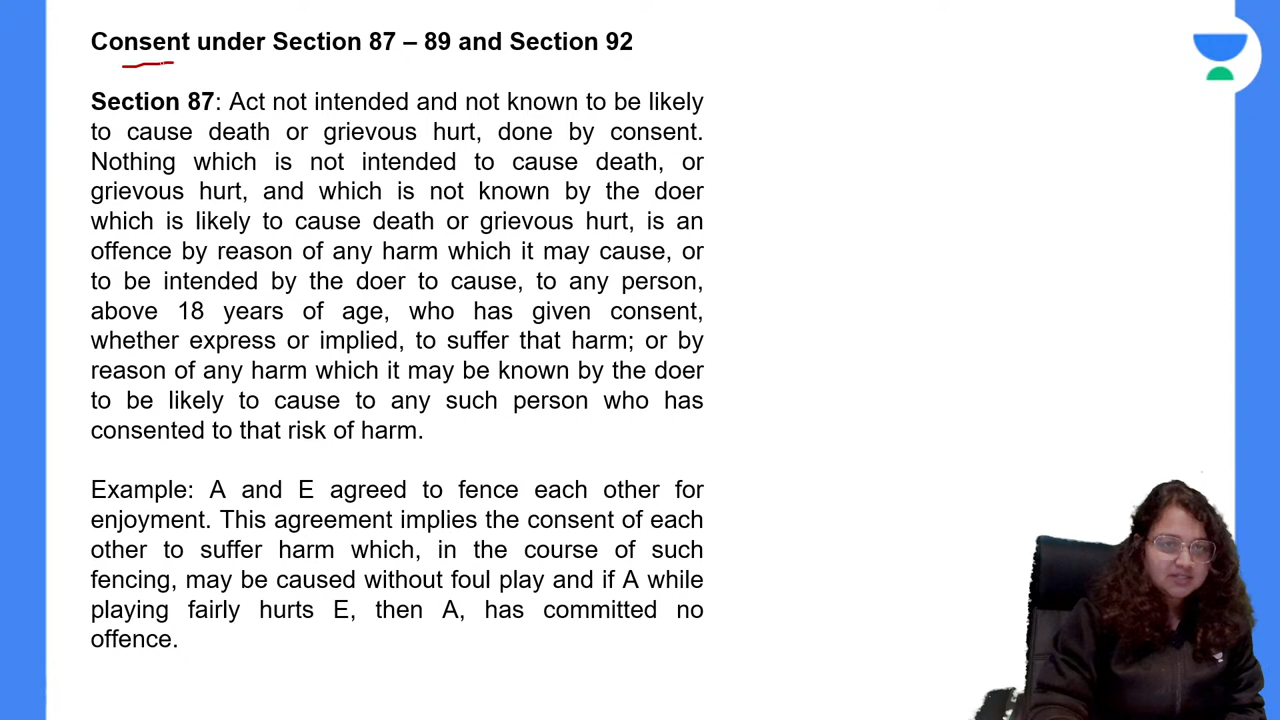 Consent under Section 87 – 89 and Section 92
Section 87: Act not intended and not known to be likely
to cause death or grievous hurt, done by consent.
Nothing which is not intended to cause death, or
grievous hurt, and which is not known by the doer
which is likely to cause death or grievous hurt, is an
offence by reason of any harm which it may cause, or
to be intended by the doer to cause, to any person,
above 18 years of age, who has given consent,
whether express or implied, to suffer that harm; or by
reason of any harm which it may be known by the doer
to be likely to cause to any such person who has
consented to that risk of harm.
Example: A and E agreed to fence each other for
enjoyment. This agreement implies the consent of each
other to suffer harm which, in the course of such
fencing, may be caused without foul play and if A while
playing fairly hurts E, then A, has committed no
offence.